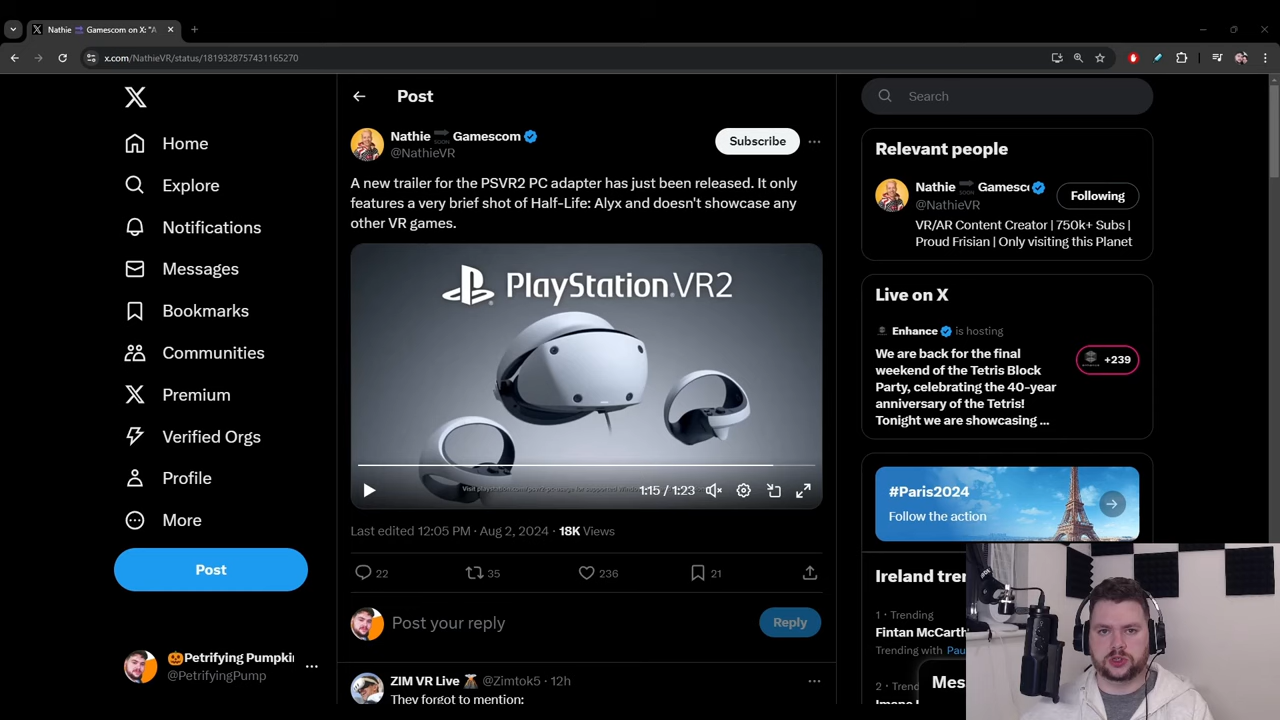 Nathie Gamescom on X: "A
x.com/NathieVR/status/1819328757431165270
Home
Explore
Notifications
Messages
Bookmarks
Communities
Premium
Verified Orgs
Profile
More
Post
🎃Petrifying Pumpki
@PetrifyingPump
Post
Nathie SOON Gamescom
@NathieVR
Subscribe
A new trailer for the PSVR2 PC adapter has just been released. It only
features a very brief shot of Half-Life: Alyx and doesn't showcase any
other VR games.
PlayStation VR2
1:15 / 1:23
Last edited 12:05 PM · Aug 2, 2024 · 18K Views
22
35
236
21
Post your reply
Reply
ZIM VR Live
@Zimtok5 · 12h
They forgot to mention:
Search
Relevant people
Nathie SOON Gamesc
@NathieVR
Following
VR/AR Content Creator | 750k+ Subs |
Proud Frisian | Only visiting this Planet
Live on X
Enhance is hosting
We are back for the final
weekend of the Tetris Block
Party, celebrating the 40-year
anniversary of the Tetris!
Tonight we are showcasing ...
+239
#Paris2024
Follow the action
Ireland tre
1 · Trending
Fintan McCarth
Trending with Pau
2 · Trend
Mes